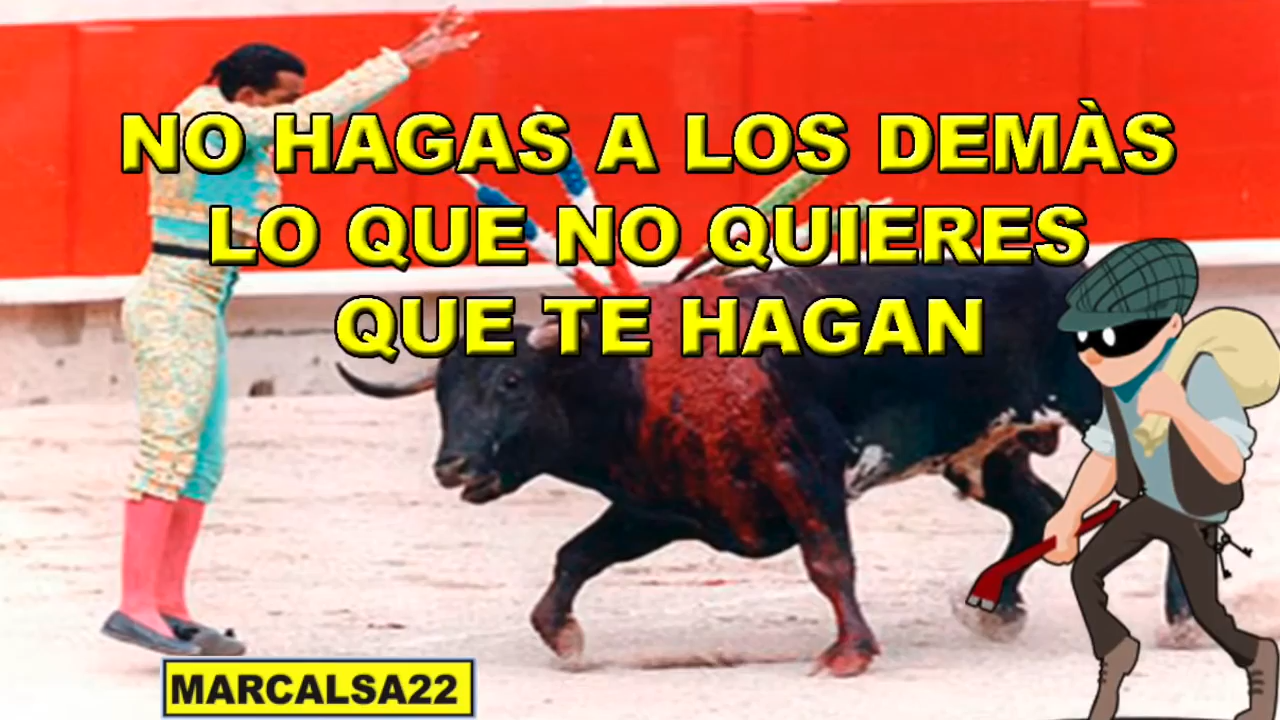 NO HAGAS A LOS DEMÀS
LO QUE NO QUIERES
QUE TE HAGAN
MARCALSA22